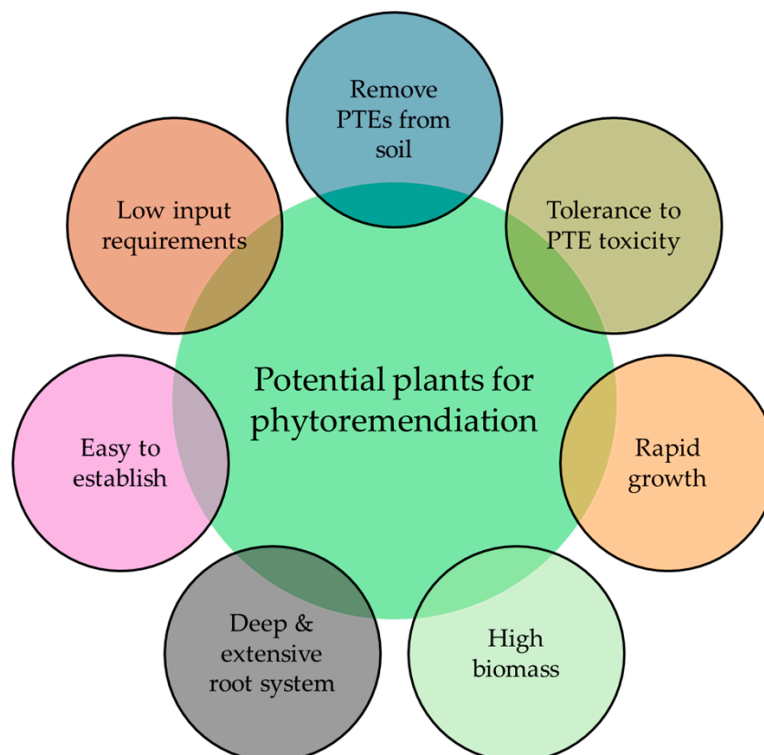 Remove
PTEs from
soil
Tolerance to
PTE toxicity
Rapid
growth
High
biomass
Deep &
extensive
root system
Easy to
establish
Low input
requirements
Potential plants for
phytoremendiation